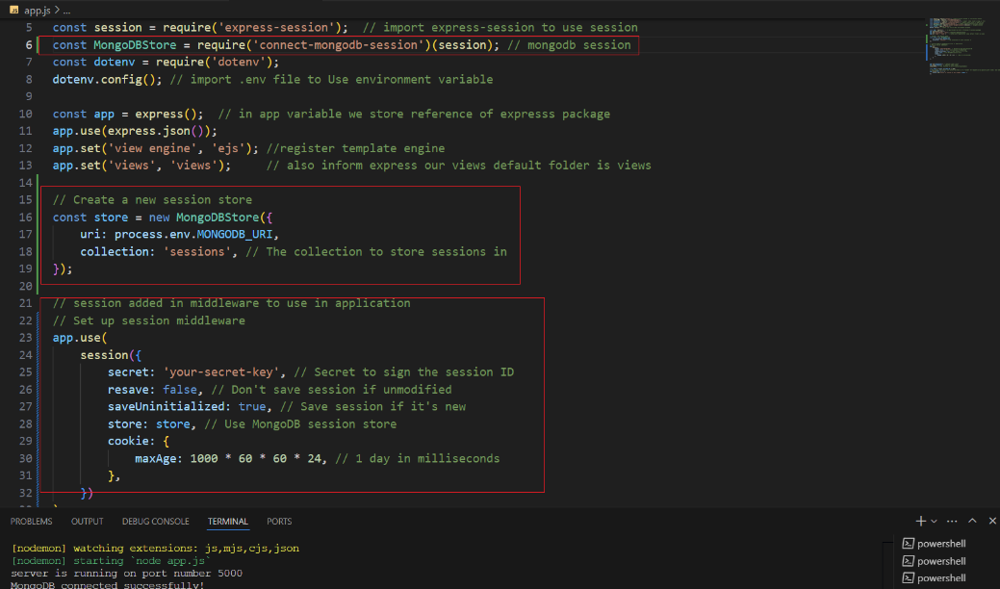 JS app.js > ...
5 const session = require('express-session');  // import express-session to use session
6 const MongoDBStore = require('connect-mongodb-session')(session); // mongodb session
7 const dotenv = require('dotenv');
8 dotenv.config(); // import .env file to Use environment variable
9
10 const app = express();  // in app variable we store reference of expresss package
11 app.use(express.json());
12 app.set('view engine', 'ejs'); //register template engine
13 app.set('views', 'views');     // also inform express our views default folder is views
14
15 // Create a new session store
16 const store = new MongoDBStore({
17     uri: process.env.MONGODB_URI,
18     collection: 'sessions', // The collection to store sessions in
19 });
20
21 // session added in middleware to use in application
22 // Set up session middleware
23 app.use(
24     session({
25         secret: 'your-secret-key', // Secret to sign the session ID
26         resave: false, // Don't save session if unmodified
27         saveUninitialized: true, // Save session if it's new
28         store: store, // Use MongoDB session store
29         cookie: {
30             maxAge: 1000 * 60 * 60 * 24, // 1 day in milliseconds
31         },
32     })
PROBLEMS OUTPUT DEBUG CONSOLE TERMINAL PORTS
[nodemon] watching extensions: js,mjs,cjs,json
[nodemon] starting `node app.js`
server is running on port number 5000
MongoDB connected successfully!
powershell
powershell
powershell